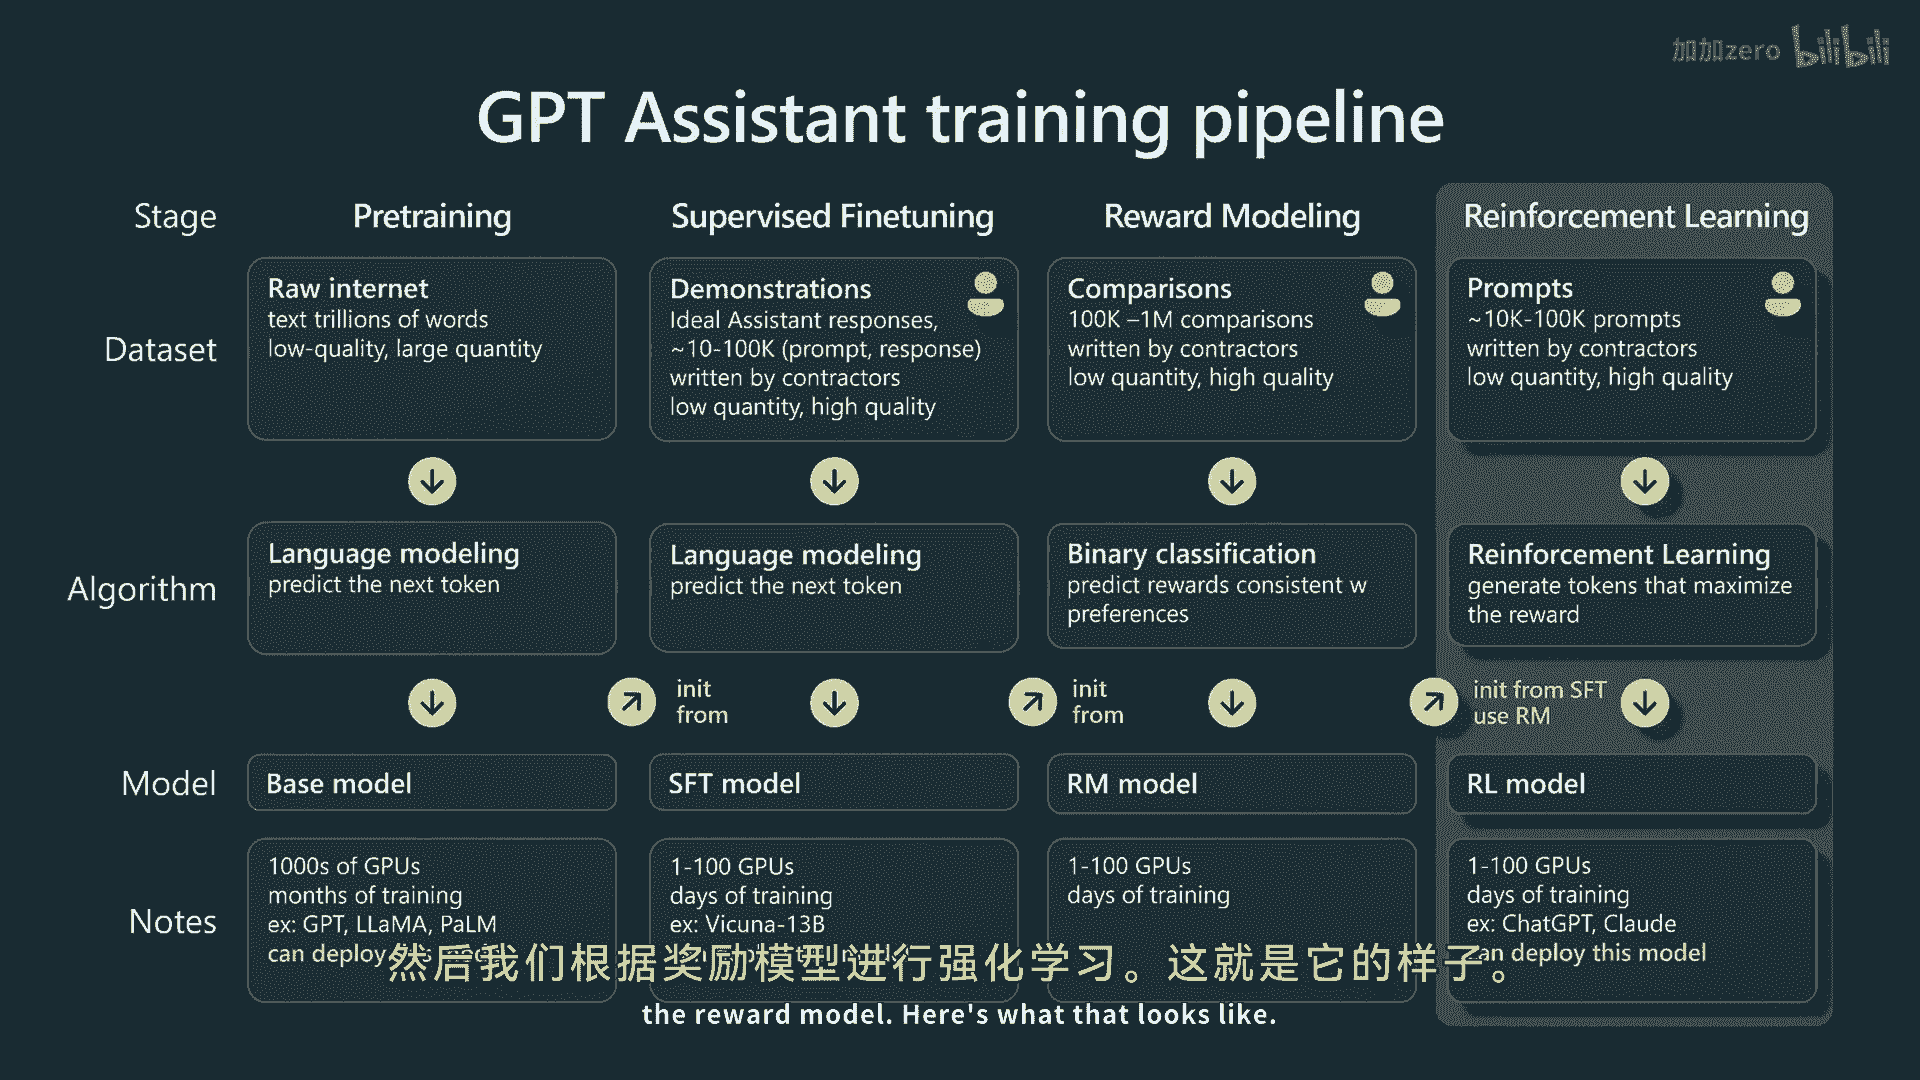 加加zero bilibili
GPT Assistant training pipeline
Stage
Pretraining
Supervised Finetuning
Reward Modeling
Reinforcement Learning
Dataset
Raw internet
text trillions of words
low-quality, large quantity
Demonstrations
Ideal Assistant responses,
~10-100K (prompt, response)
written by contractors
low quantity, high quality
Comparisons
100K –1M comparisons
written by contractors
low quantity, high quality
Prompts
~10K-100K prompts
written by contractors
low quantity, high quality
Algorithm
Language modeling
predict the next token
Language modeling
predict the next token
Binary classification
predict rewards consistent w
preferences
Reinforcement Learning
generate tokens that maximize
the reward
init
from
init
from
init from SFT
use RM
Model
Base model
SFT model
RM model
RL model
Notes
1000s of GPUs
months of training
ex: GPT, LLaMA, PaLM
can deploy
1-100 GPUs
days of training
ex: Vicuna-13B
1-100 GPUs
days of training
1-100 GPUs
days of training
ex: ChatGPT, Claude
can deploy this model
然后我们根据奖励模型进行强化学习。这就是它的样子。
the reward model. Here's what that looks like.